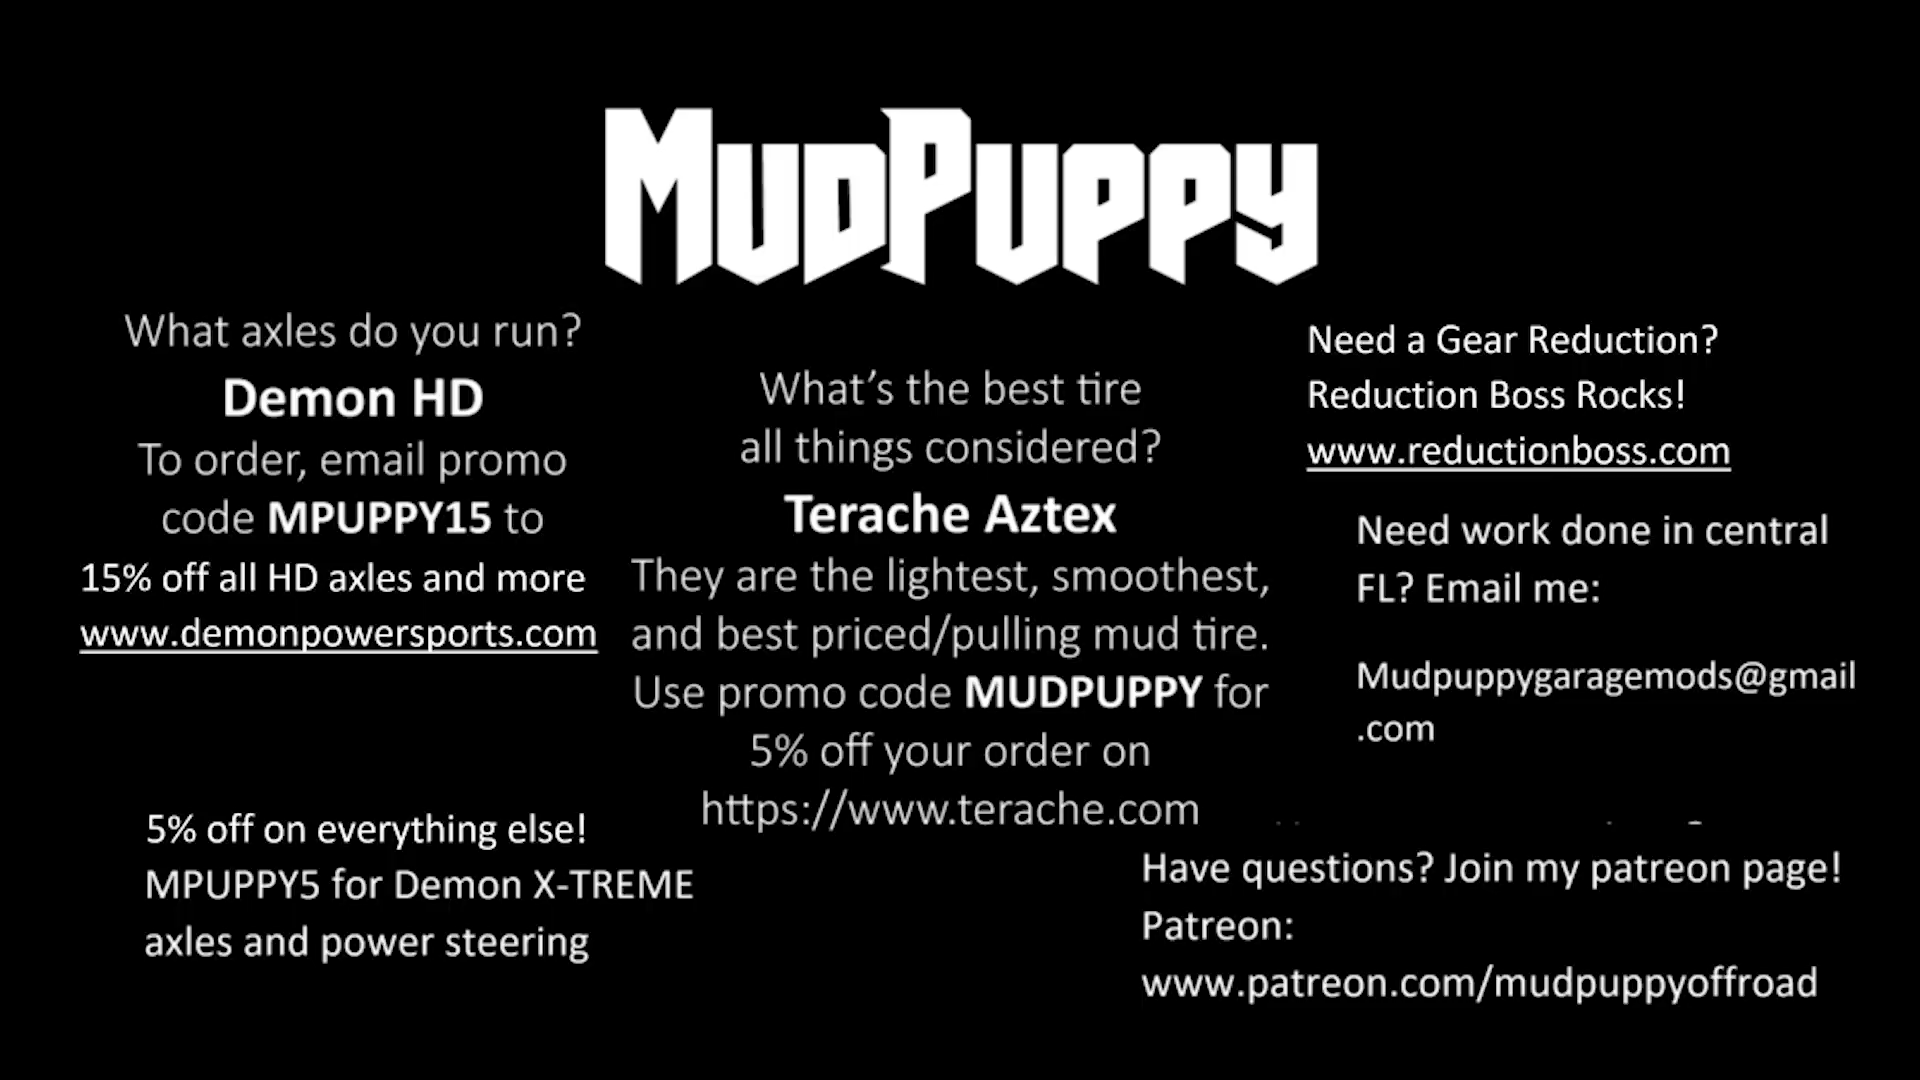 MUDPUPPY
What axles do you run?
Demon HD
To order, email promo
code MPUPPY15 to
15% off all HD axles and more
www.demonpowersports.com
5% off on everything else!
MPUPPY5 for Demon X-TREME
axles and power steering
What’s the best tire
all things considered?
Terache Aztex
They are the lightest, smoothest,
and best priced/pulling mud tire.
Use promo code MUDPUPPY for
5% off your order on
https://www.terache.com
Need a Gear Reduction?
Reduction Boss Rocks!
www.reductionboss.com
Need work done in central
FL? Email me:
Mudpuppygaragemods@gmail
.com
Have questions? Join my patreon page!
Patreon:
www.patreon.com/mudpuppyoffroad